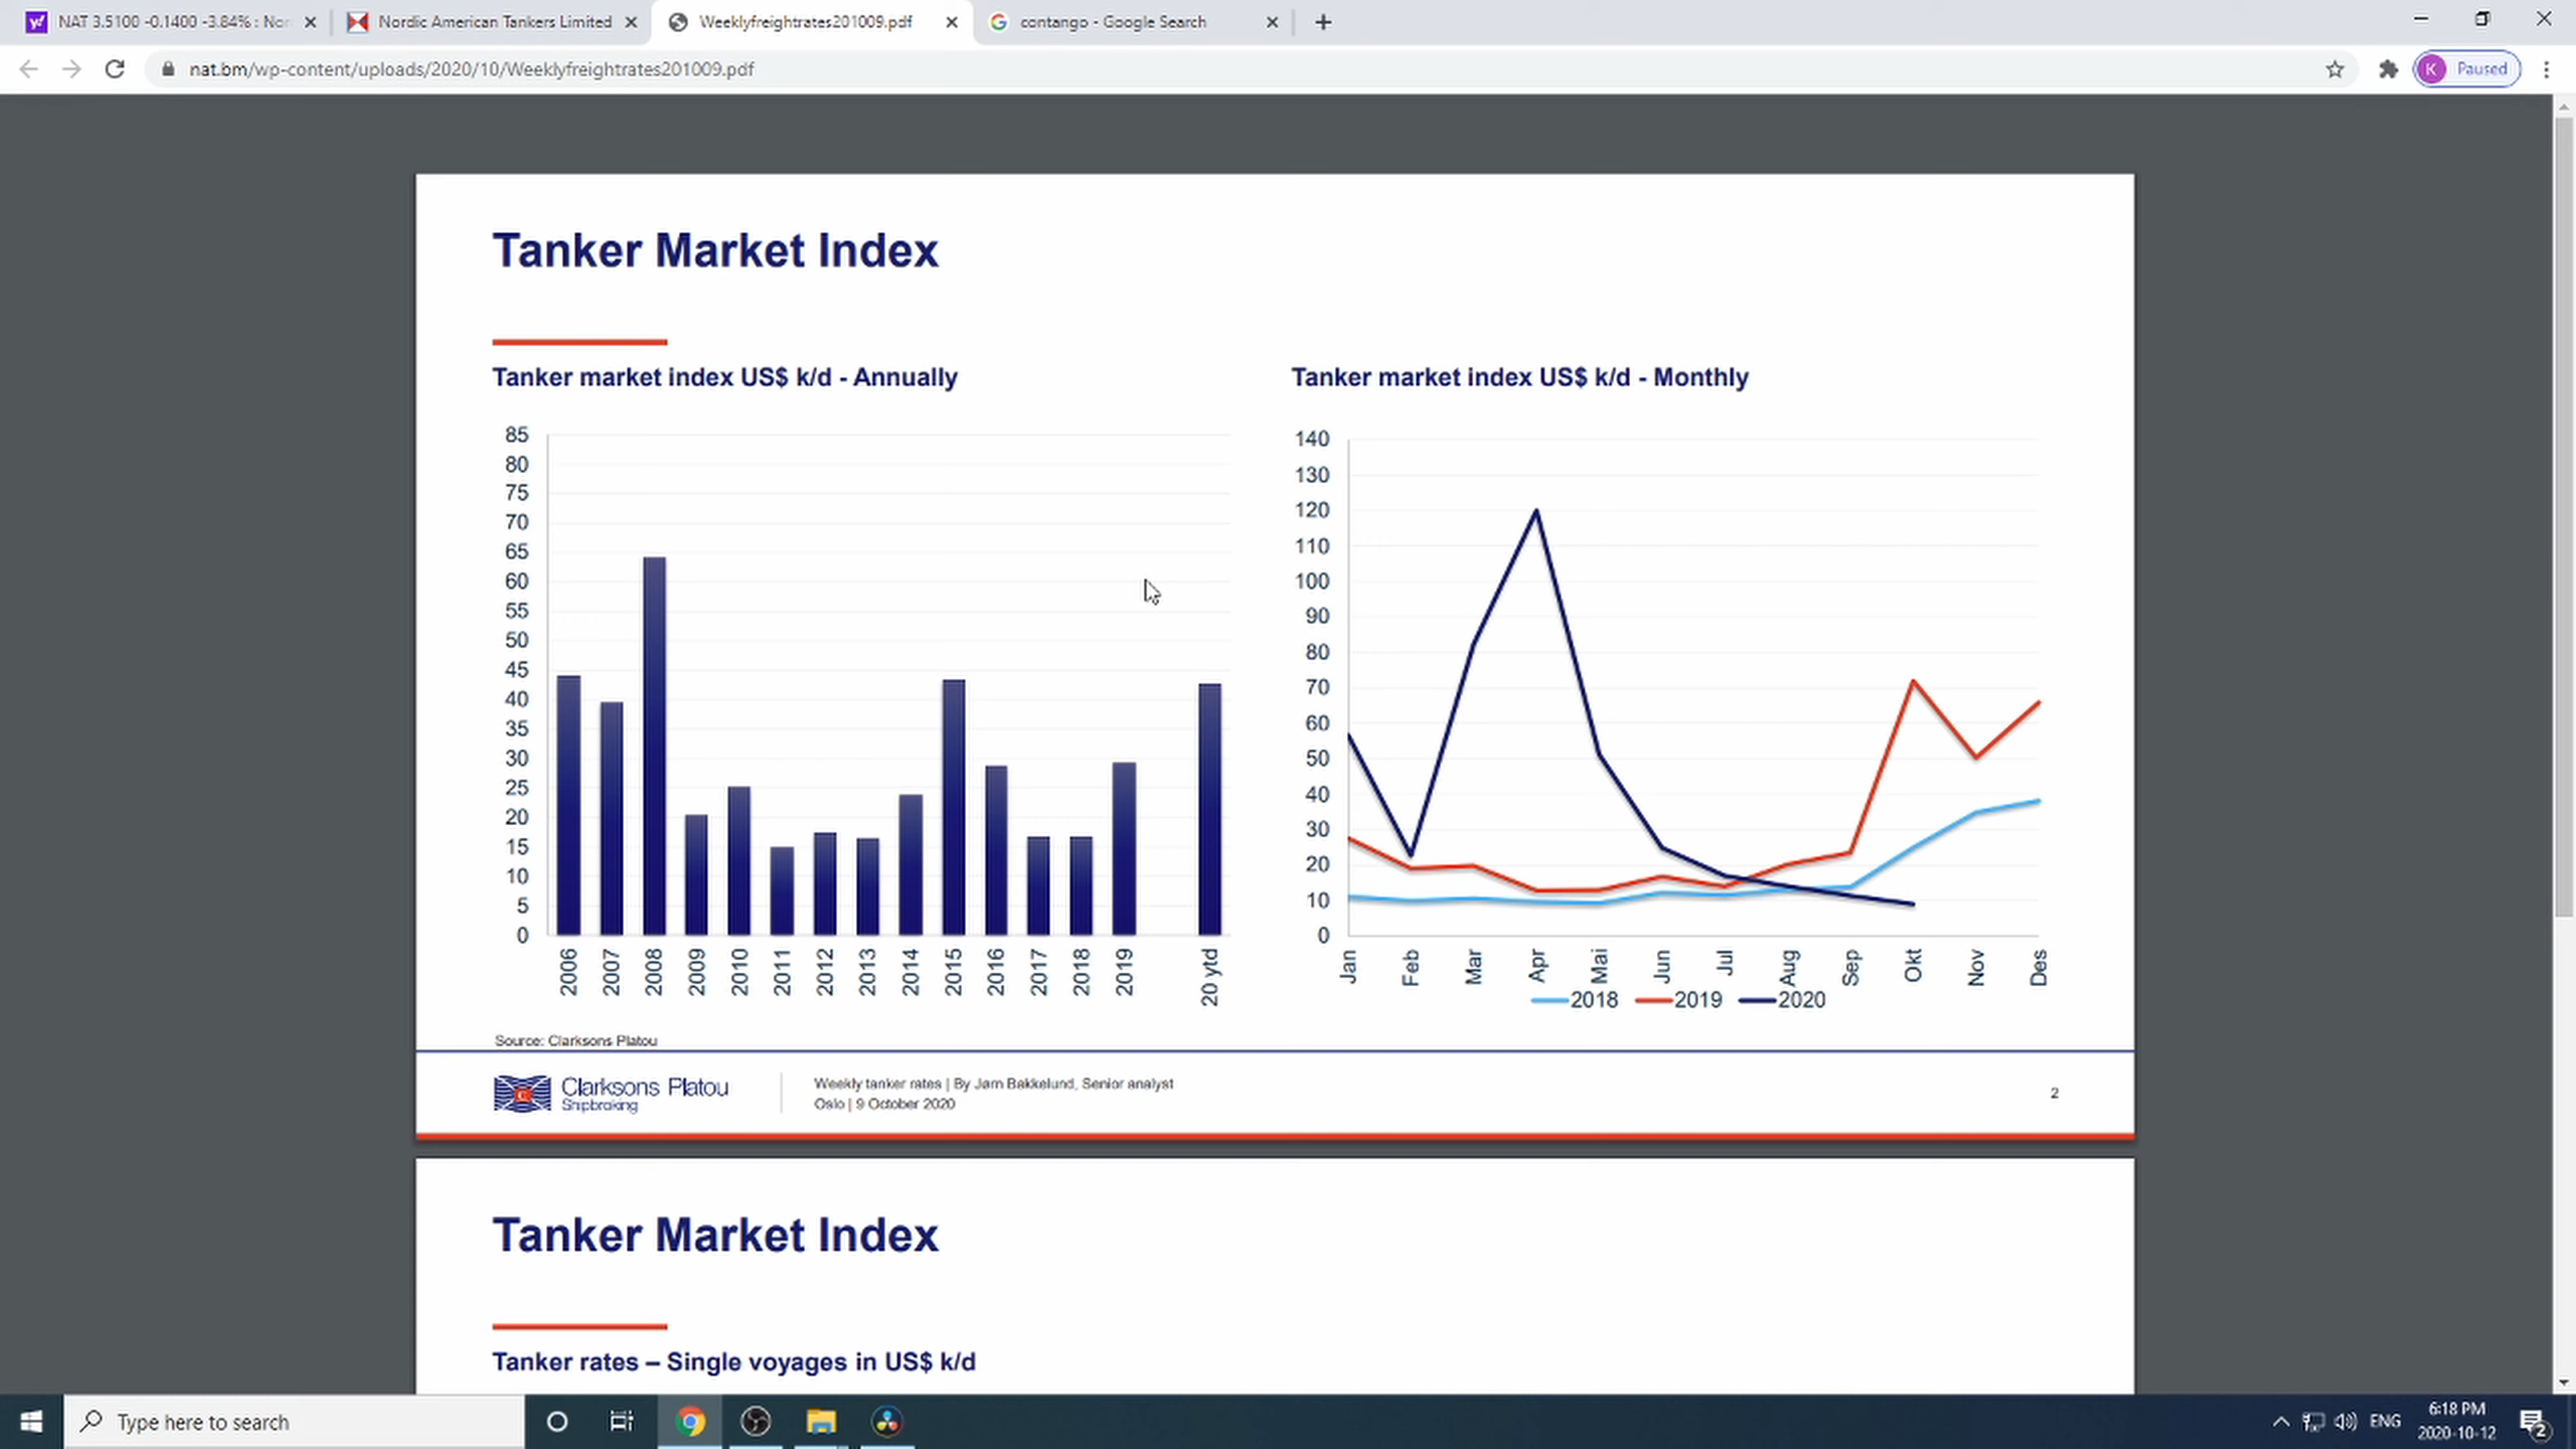 NAT 3.5100 -0.1400 -3.84% : Nor
Nordic American Tankers Limited
Weeklyfreightrates201009.pdf
contango - Google Search
nat.bm/wp-content/uploads/2020/10/Weeklyfreightrates201009.pdf
K
Paused
Tanker Market Index
Tanker market index US$ k/d - Annually
85
80
75
70
65
60
55
50
45
40
35
30
25
20
15
10
5
0
2006
2007
2008
2009
2010
2011
2012
2013
2014
2015
2016
2017
2018
2019
20 ytd
Tanker market index US$ k/d - Monthly
140
130
120
110
100
90
80
70
60
50
40
30
20
10
0
Jan
Feb
Mar
Apr
Mai
Jun
Jul
Aug
Sep
Okt
Nov
Des
2018 2019 2020
Source: Clarksons Platou
Clarksons Platou
Shipbroking
Weekly tanker rates | By Jørn Bakkelund, Senior analyst
Oslo | 9 October 2020
2
Tanker Market Index
Tanker rates – Single voyages in US$ k/d
Type here to search
ENG
6:18 PM
2020-10-12
2